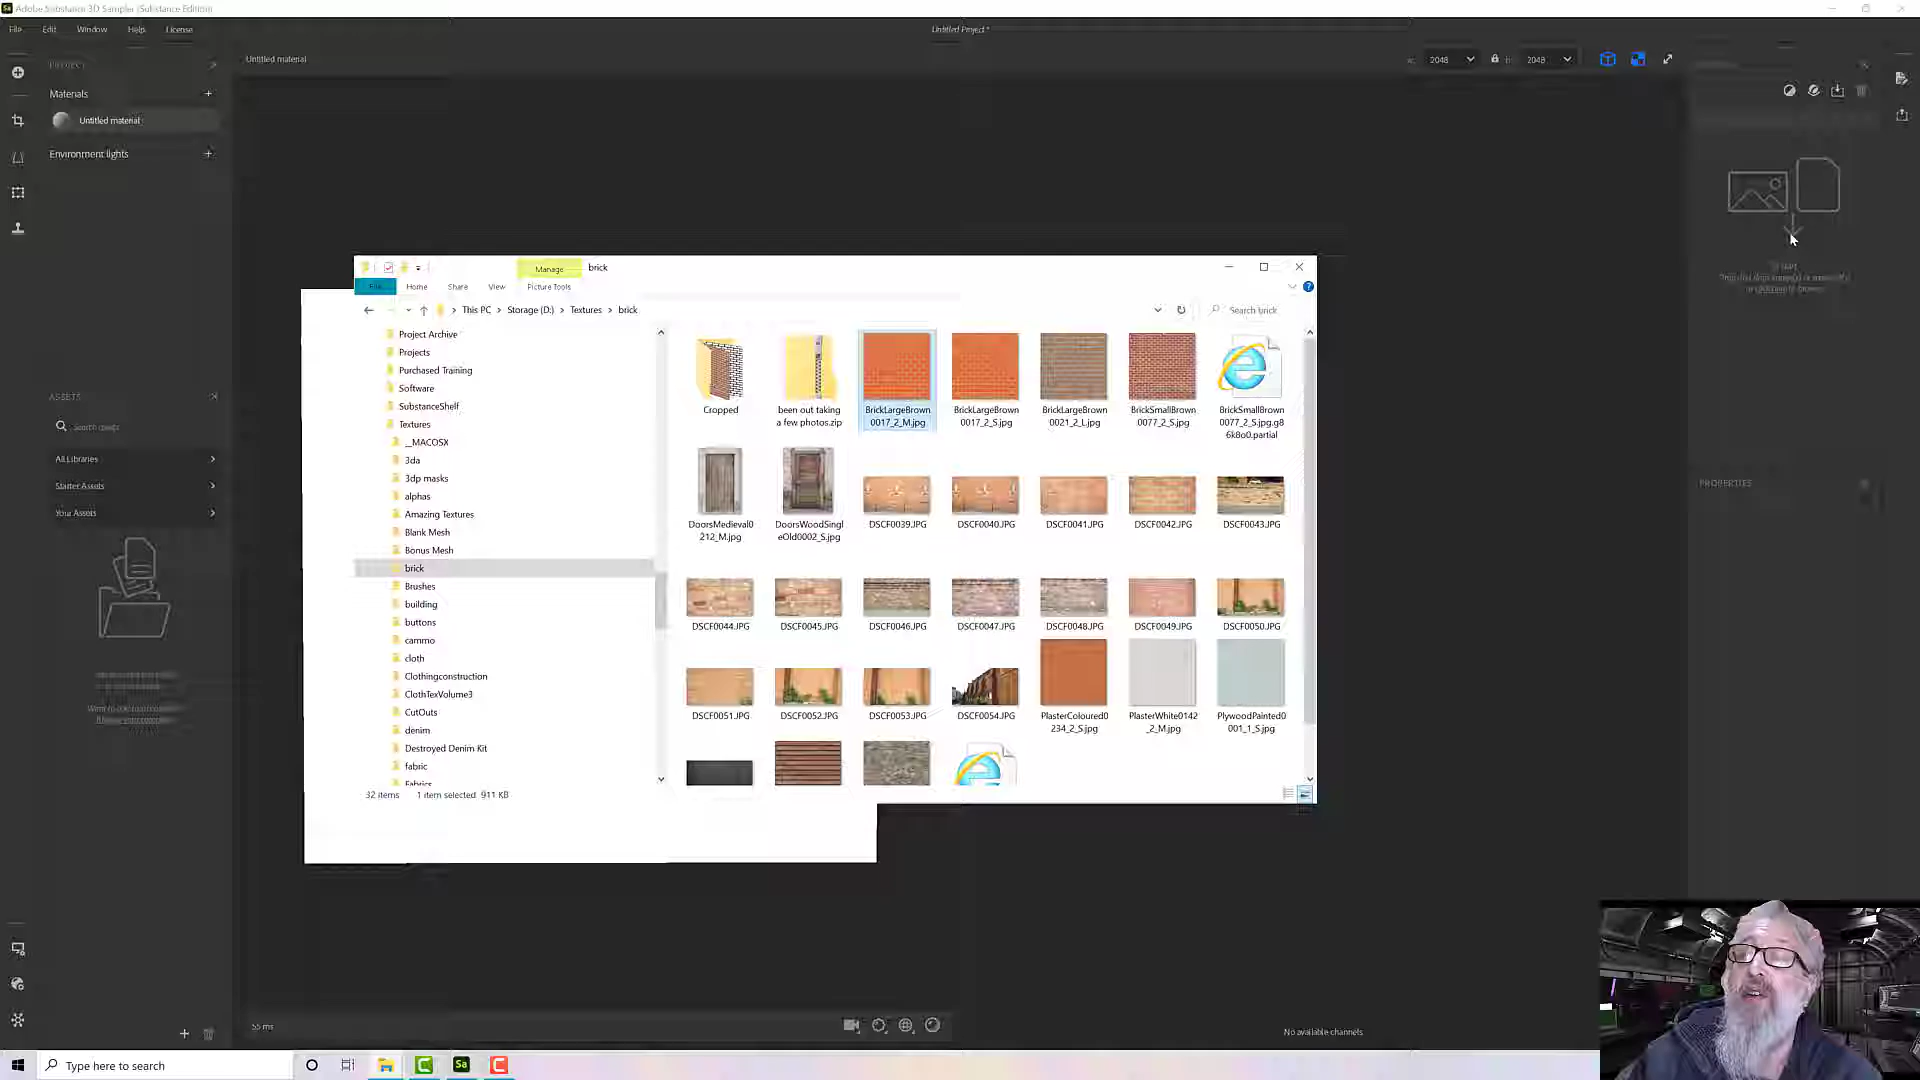 Adobe Substance 3D Sampler (Substance Edition)
File Edit Window Help License
Untitled Project *
PROJECT
Untitled material
2048
2048
Materials
Untitled material
Environment lights
ASSETS
Search assets
All Libraries
Starter Assets
Your Assets
PROPERTIES
Manage
brick
File Home Share View Picture Tools
This PC > Storage (D:) > Textures > brick
Search brick
Project Archive
Projects
Purchased Training
Software
SubstanceShelf
Textures
__MACOSX
3da
3dp masks
alphas
Amazing Textures
Blank Mesh
Bonus Mesh
brick
Brushes
building
buttons
cammo
cloth
Clothingconstruction
ClothTexVolume3
CutOuts
denim
Destroyed Denim Kit
fabric
Fabrics
Cropped
been out taking
a few photos.zip
BrickLargeBrown
0017_2_M.jpg
BrickLargeBrown
0017_2_S.jpg
BrickLargeBrown
0021_2_L.jpg
BrickSmallBrown
0077_2_S.jpg
BrickSmallBrown
0077_2_S.jpg.g8
6k8o0.partial
DoorsMedieval0
212_M.jpg
DoorsWoodSingl
eOld0002_S.jpg
DSCF0039.JPG
DSCF0040.JPG
DSCF0041.JPG
DSCF0042.JPG
DSCF0043.JPG
DSCF0044.JPG
DSCF0045.JPG
DSCF0046.JPG
DSCF0047.JPG
DSCF0048.JPG
DSCF0049.JPG
DSCF0050.JPG
DSCF0051.JPG
DSCF0052.JPG
DSCF0053.JPG
DSCF0054.JPG
PlasterColoured0
234_2_S.jpg
PlasterWhite0142
_2_M.jpg
PlywoodPainted0
001_1_S.jpg
32 items 1 item selected 911 KB
55 ms
No available channels
Type here to search
Sa